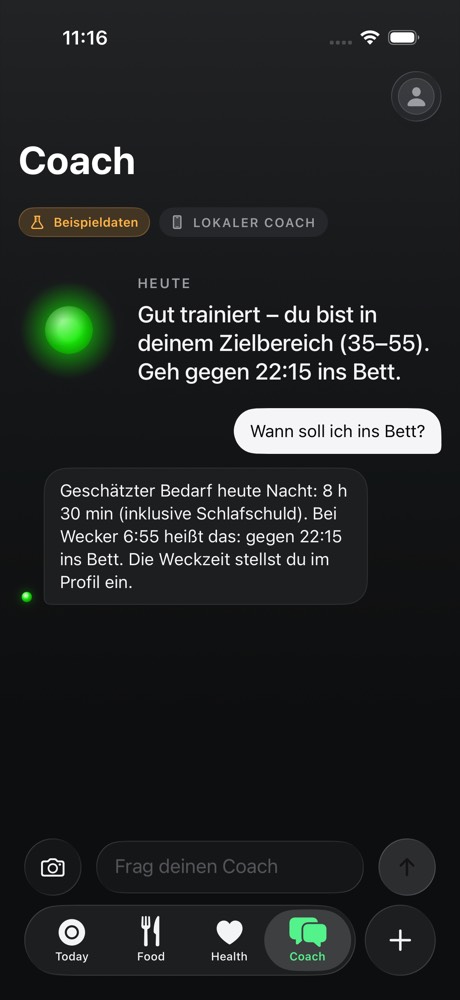 11:16
Coach
Beispieldaten
LOKALER COACH
HEUTE
Gut trainiert – du bist in
deinem Zielbereich (35–55).
Geh gegen 22:15 ins Bett.
Wann soll ich ins Bett?
Geschätzter Bedarf heute Nacht: 8 h
30 min (inklusive Schlafschuld). Bei
Wecker 6:55 heißt das: gegen 22:15
ins Bett. Die Weckzeit stellst du im
Profil ein.
Frag deinen Coach
Today
Food
Health
Coach